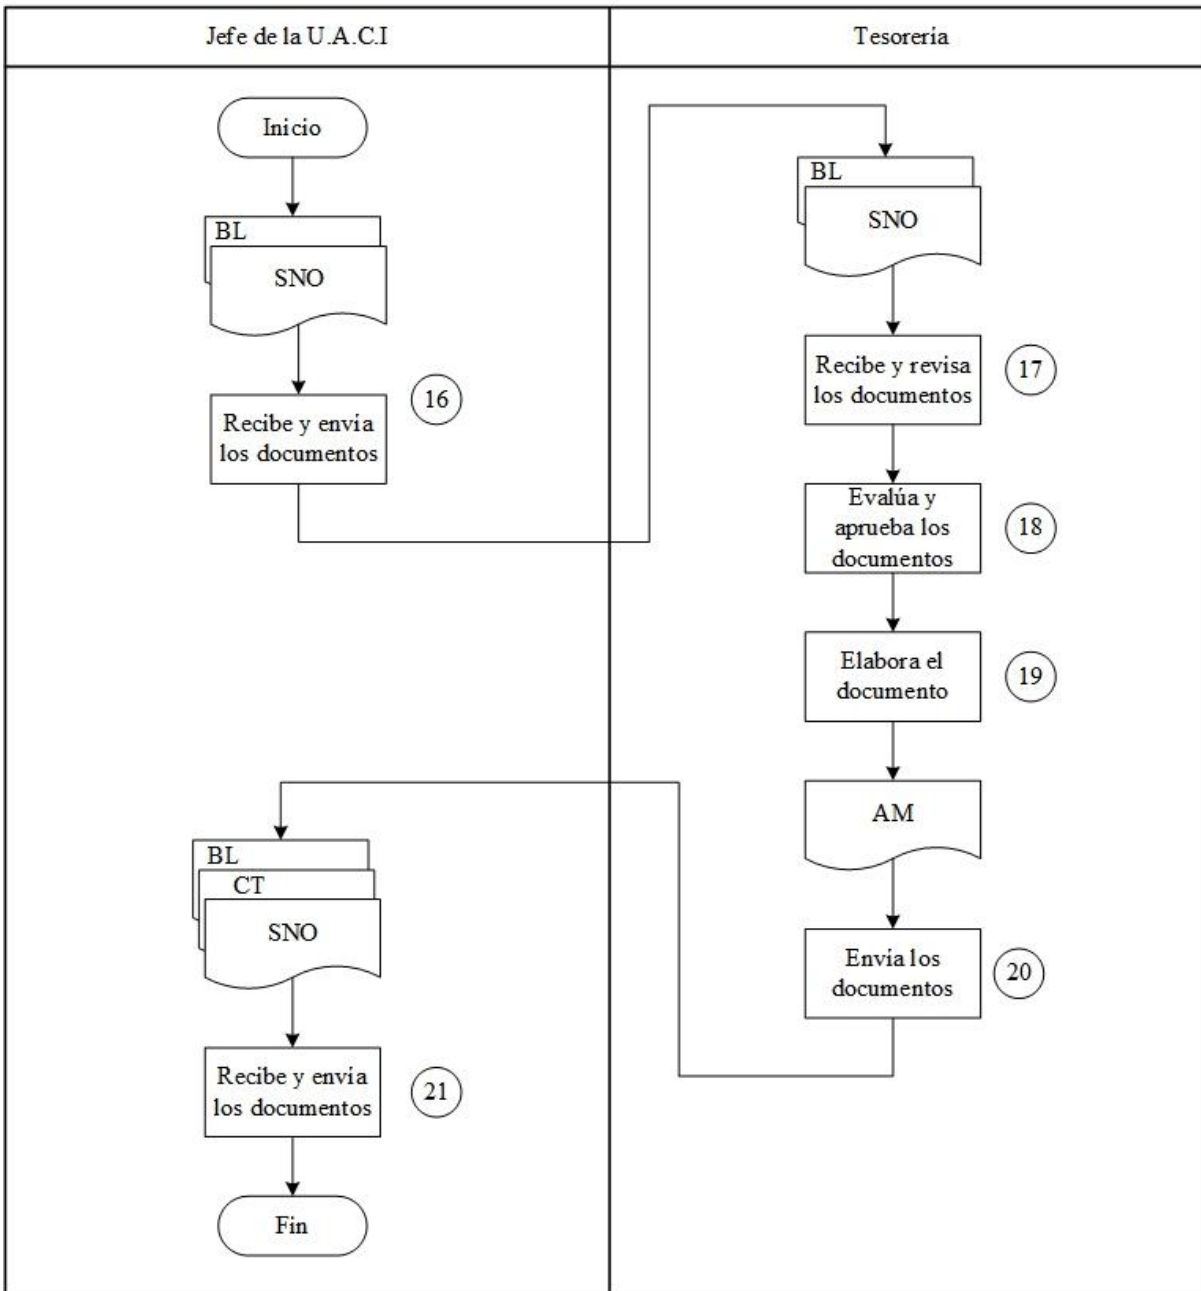 Jefe de la U.A.C.I
Tesorería
Inicio
BL
SNO
16
Recibe y envía
los documentos
BL
SNO
Recibe y revisa
los documentos
17
Evalúa y
aprueba los
documentos
18
Elabora el
documento
19
AM
Envía los
documentos
20
BL
CT
SNO
Recibe y envía
los documentos
21
Fin